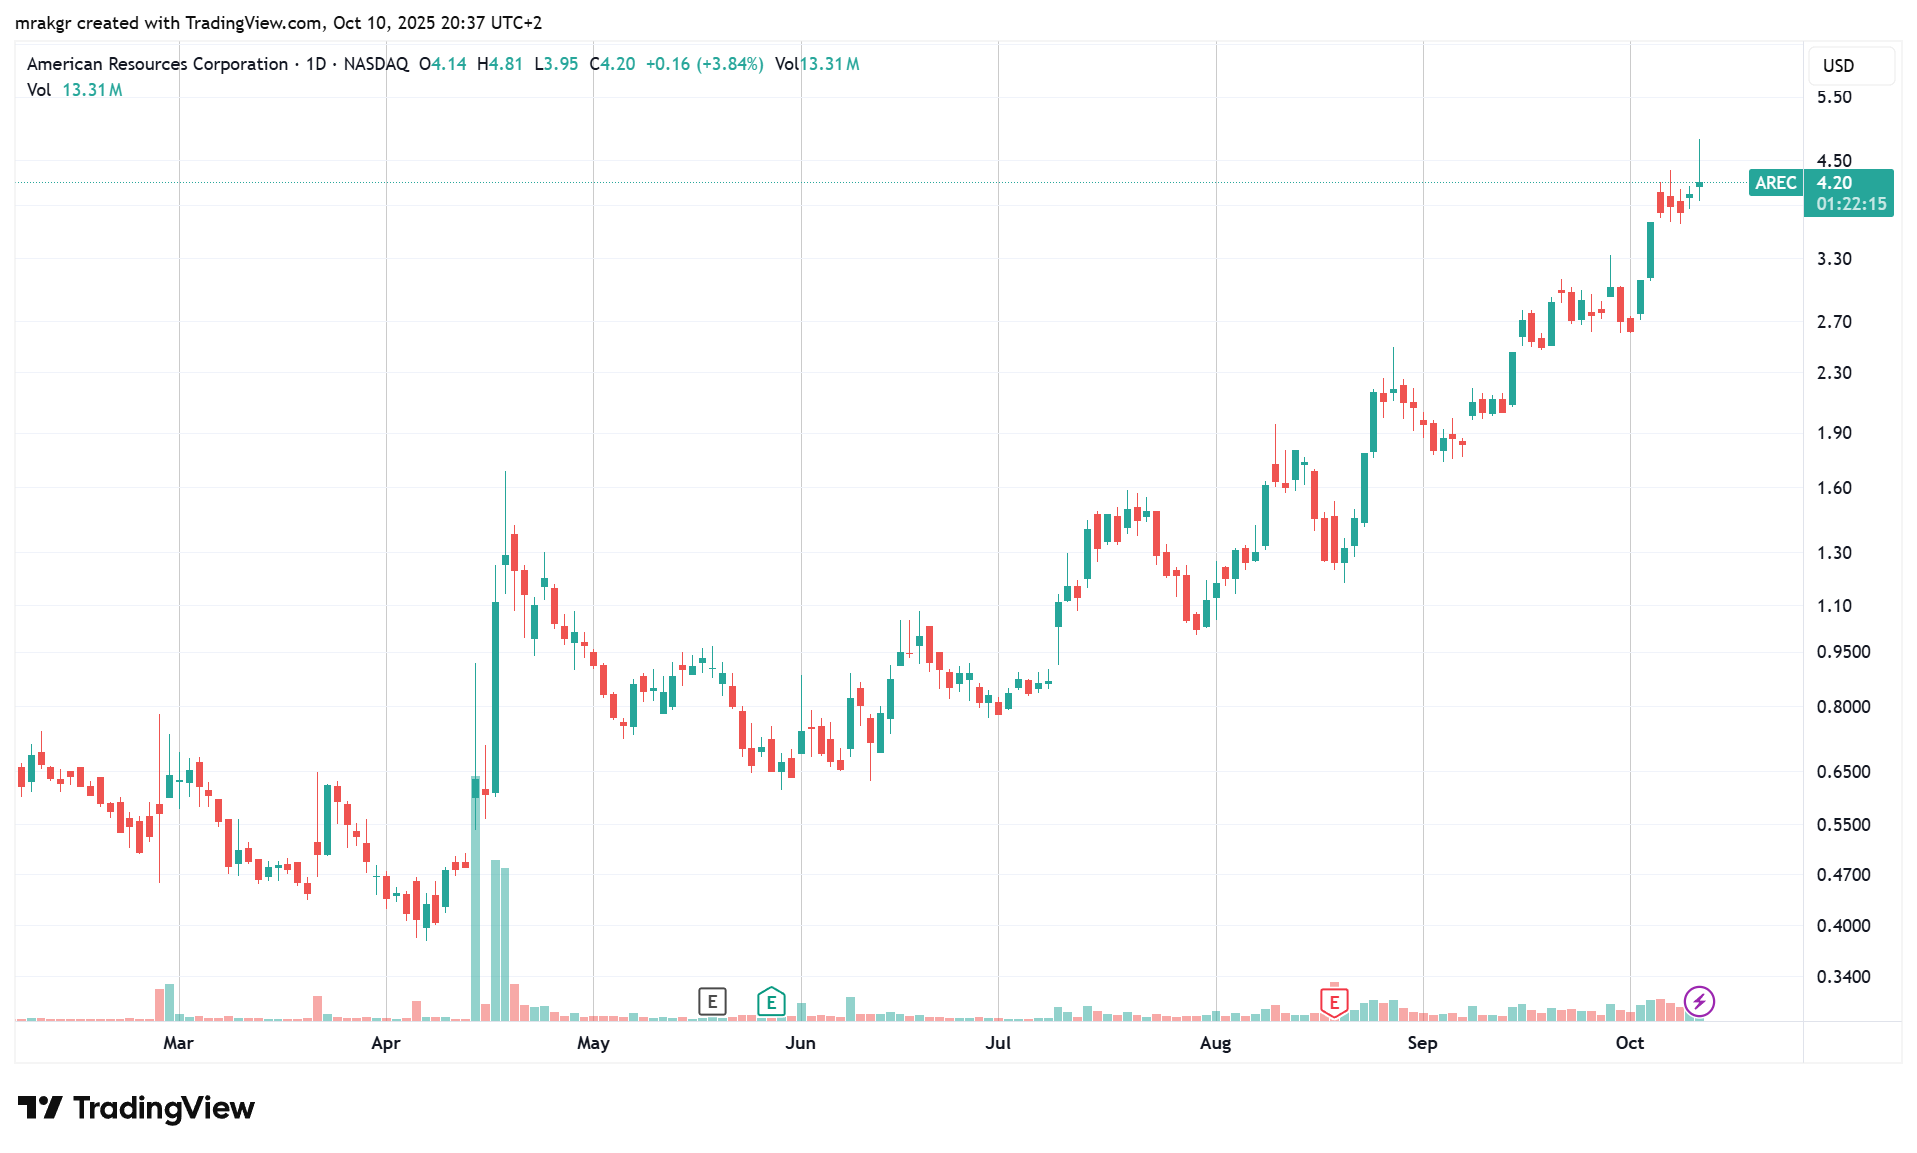 mrakgr created with TradingView.com, Oct 10, 2025 20:37 UTC+2
American Resources Corporation · 1D · NASDAQ O4.14 H4.81 L3.95 C4.20 +0.16 (+3.84%) Vol13.31M
Vol 13.31M
USD
5.50
4.50
AREC 4.20
01:22:15
3.30
2.70
2.30
1.90
1.60
1.30
1.10
0.9500
0.8000
0.6500
0.5500
0.4700
0.4000
0.3400
E E E
Mar Apr May Jun Jul Aug Sep Oct
TradingView